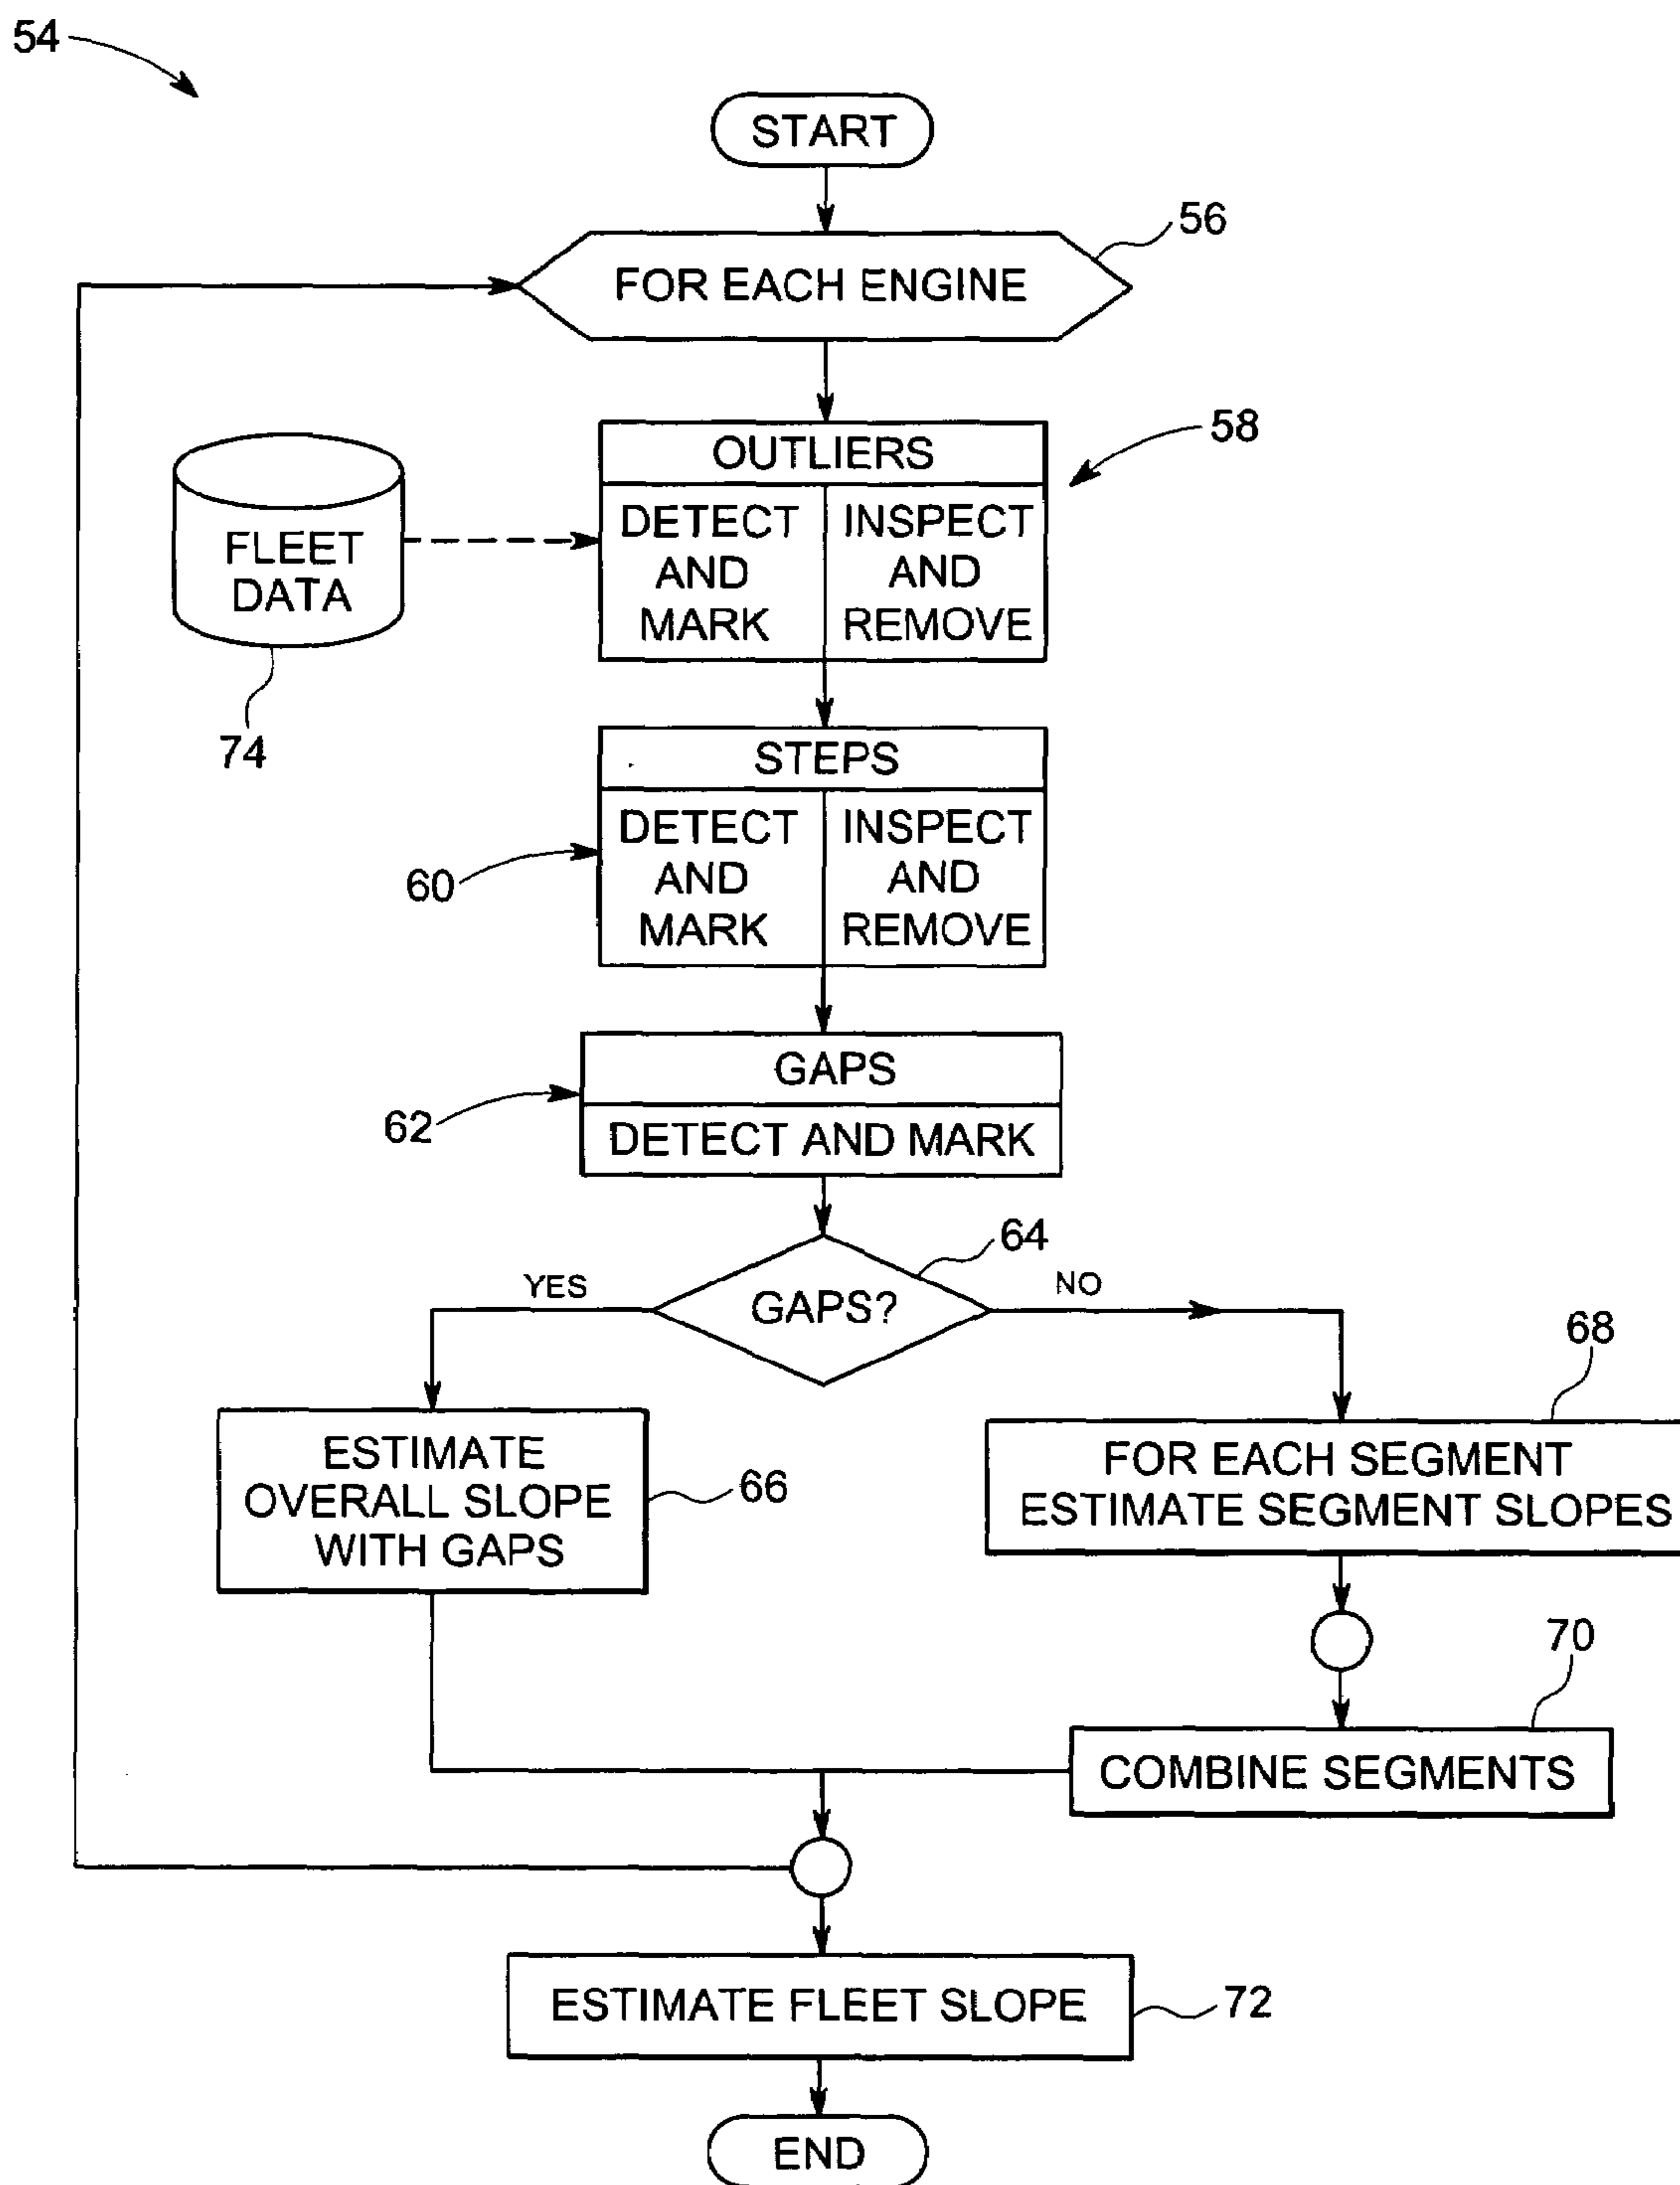 54
START
56
FOR EACH ENGINE
58
OUTLIERS
DETECT
AND
MARK
INSPECT
AND
REMOVE
FLEET
DATA
74
STEPS
DETECT
AND
MARK
INSPECT
AND
REMOVE
60
GAPS
DETECT AND MARK
62
64
GAPS?
YES
NO
68
ESTIMATE
OVERALL SLOPE
WITH GAPS
66
FOR EACH SEGMENT
ESTIMATE SEGMENT SLOPES
70
COMBINE SEGMENTS
ESTIMATE FLEET SLOPE
72
END